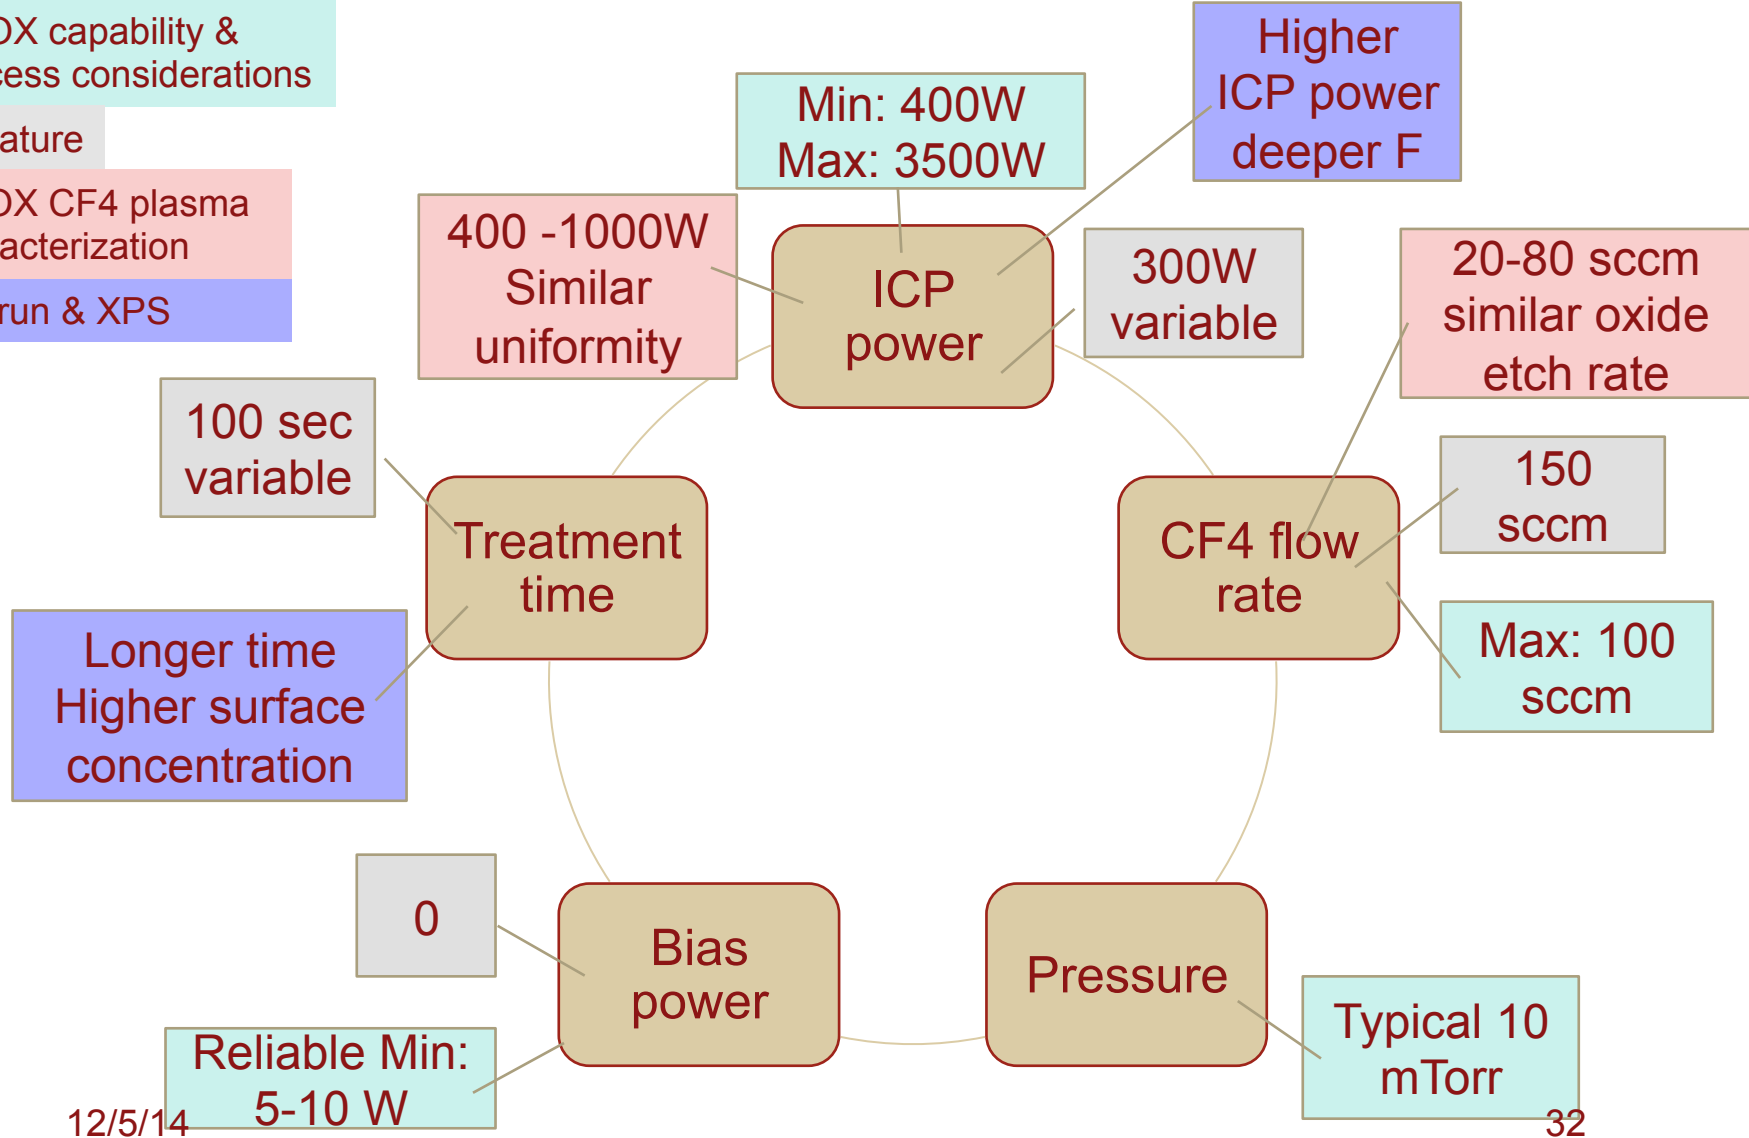 OX capability &
cess considerations
ature
OX CF4 plasma
acterization
run & XPS
Min: 400W
Max: 3500W
Higher
ICP power
deeper F
400 -1000W
Similar
uniformity
ICP
power
300W
variable
20-80 sccm
similar oxide
etch rate
100 sec
variable
Treatment
time
CF4 flow
rate
150
sccm
Longer time
Higher surface
concentration
Max: 100
sccm
0
Bias
power
Pressure
Reliable Min:
5-10 W
Typical 10
mTorr
12/5/14
32